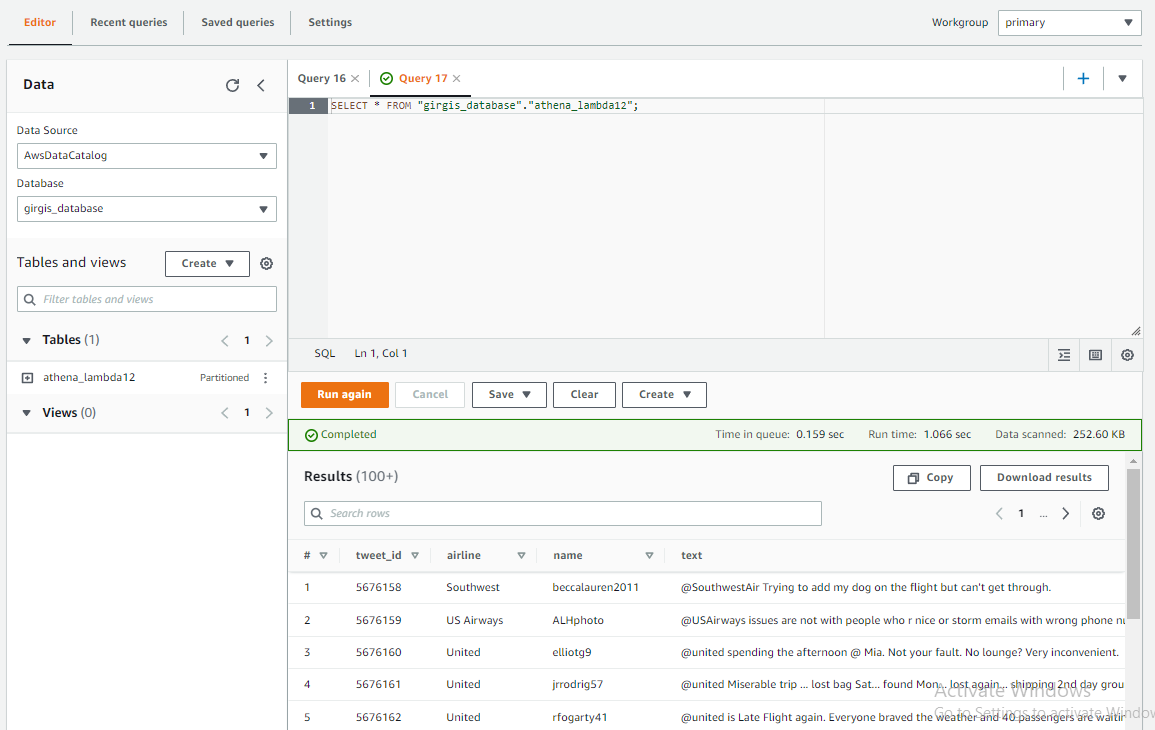 Editor Recent queries Saved queries Settings Workgroup primary
Data
Data Source
AwsDataCatalog
Database
girgis_database
Tables and views Create
Filter tables and views
Tables (1) 1
athena_lambda12 Partitioned
Views (0) 1
Query 16 Query 17
1 SELECT * FROM "girgis_database"."athena_lambda12";
SQL Ln 1, Col 1
Run again Cancel Save Clear Create
Completed Time in queue: 0.159 sec Run time: 1.066 sec Data scanned: 252.60 KB
Results (100+) Copy Download results
Search rows 1 ...
# tweet_id airline name text
1 5676158 Southwest beccalauren2011 @SouthwestAir Trying to add my dog on the flight but can't get through.
2 5676159 US Airways ALHphoto @USAirways issues are not with people who r nice or storm emails with wrong phone
3 5676160 United elliotg9 @united spending the afternoon @ Mia. Not your fault. No lounge? Very inconvenient.
4 5676161 United jrrodrig57 @united Miserable trip ... lost bag Sat... found Mon... lost again... shipping 2nd day
5 5676162 United rfogarty41 @united is Late Flight again. Everyone braved the weather and 40 passengers are
Activate Windows
Go to Settings to activate